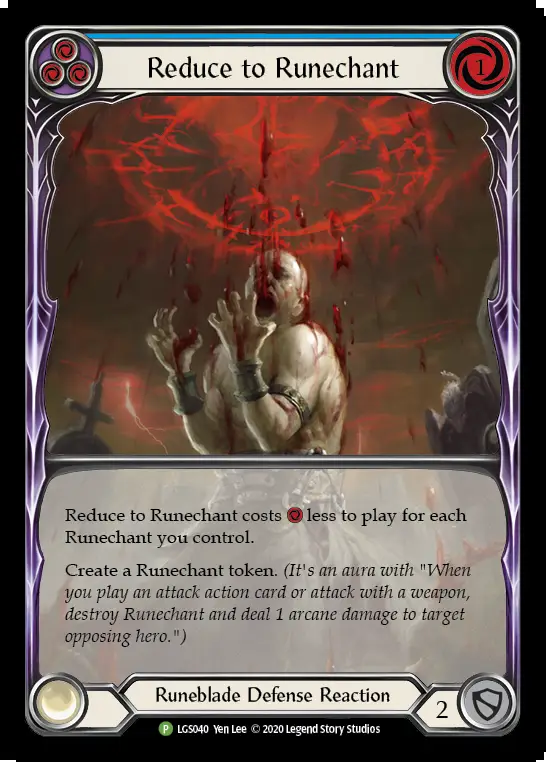 Reduce to Runechant
1
Reduce to Runechant costs less to play for each
Runechant you control.
Create a Runechant token. (It's an aura with "When
you play an attack action card or attack with a weapon,
destroy Runechant and deal 1 arcane damage to target
opposing hero.")
Runeblade Defense Reaction
2
P LGS040 Yen Lee © 2020 Legend Story Studios